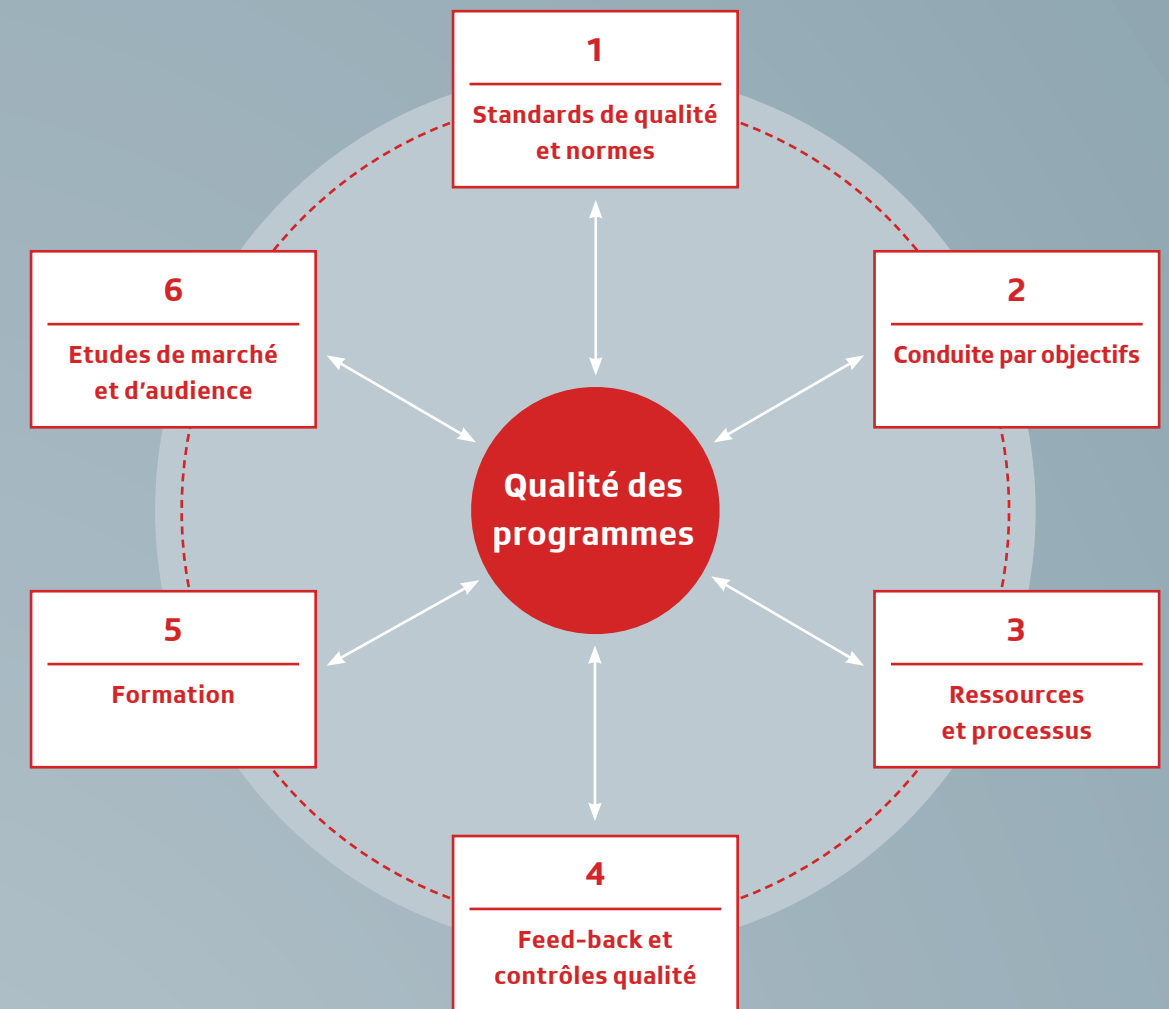 1
Standards de qualité
et normes
2
Conduite par objectifs
3
Ressources
et processus
4
Feed-back et
contrôles qualité
5
Formation
6
Etudes de marché
et d'audience
Qualité des
programmes